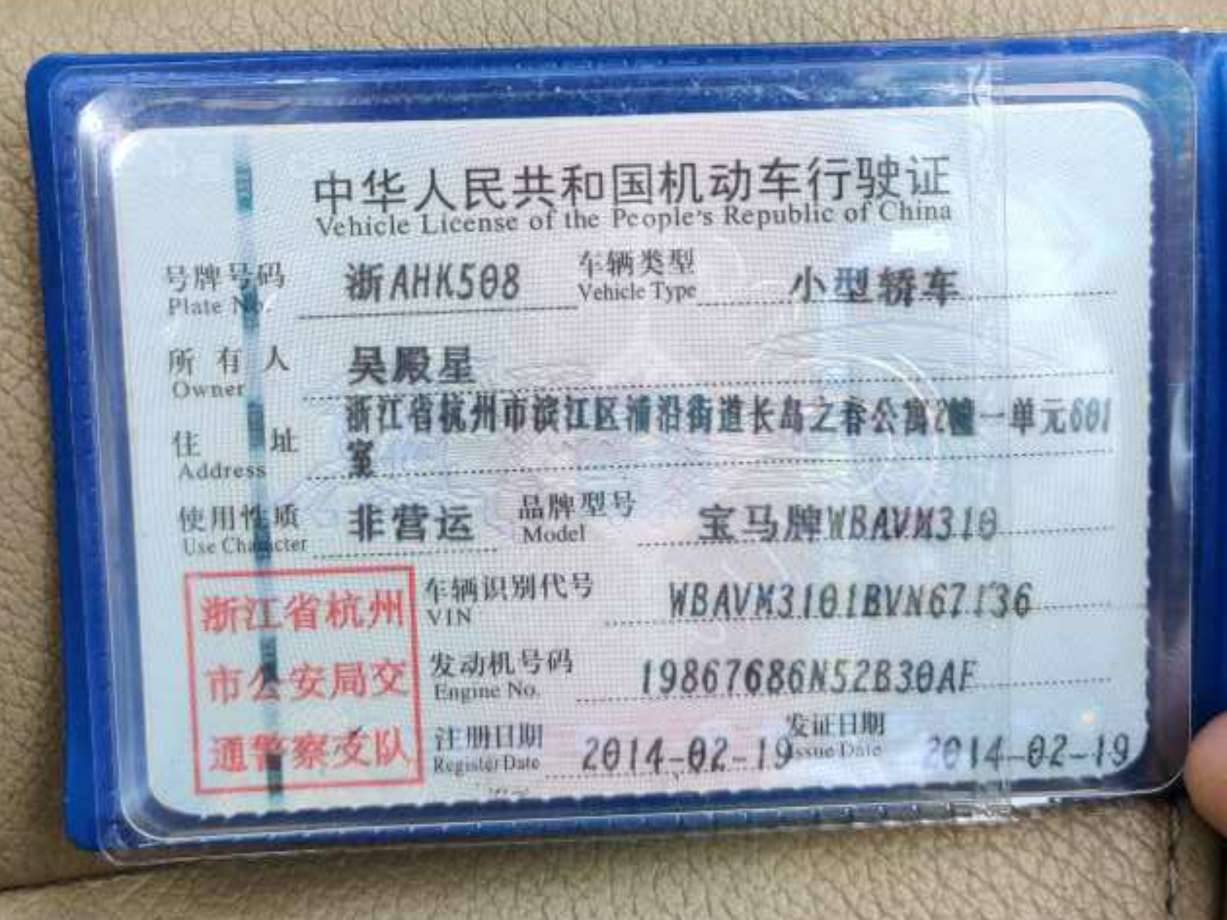 中华人民共和国机动车行驶证
Vehicle License of the People's Republic of China
号牌号码 浙AHK508 车辆类型 小型轿车
Plate No. Vehicle Type
所有人 吴殿星
Owner
浙江省杭州市滨江区浦沿街道长岛之春公寓2幢一单元601
住址 室
Address
使用性质 非营运 品牌型号 宝马牌WBAVM310
Use Character Model
浙江省杭州 车辆识别代号 WBAVM3101BVN67136
VIN
市公安局交 发动机号码 19867686N52B30AF
Engine No.
通警察支队 注册日期 2014-02-19 发证日期 2014-02-19
Register Date Issue Date